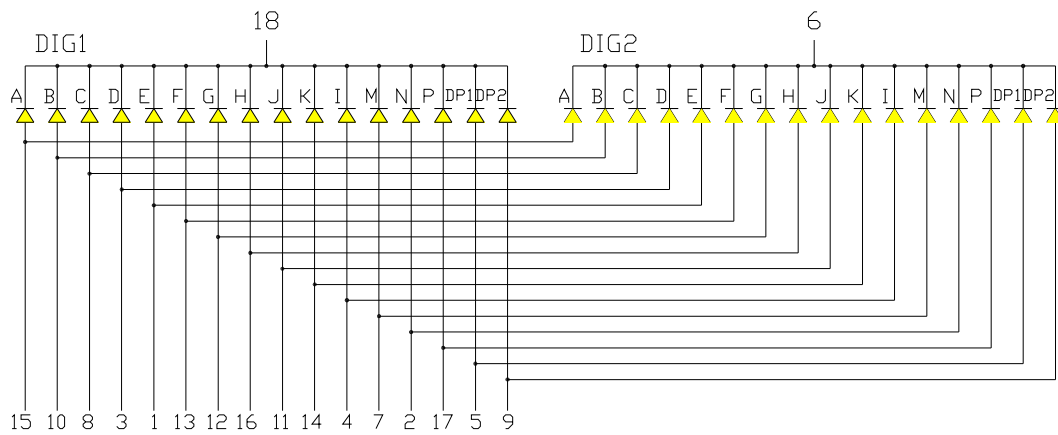 18
6
DIG1
DIG2
A B C D E F G H J K I M N P DP1 DP2
A B C D E F G H J K I M N P DP1 DP2
15 10 8 3 1 13 12 16 11 14 4 7 2 17 5 9